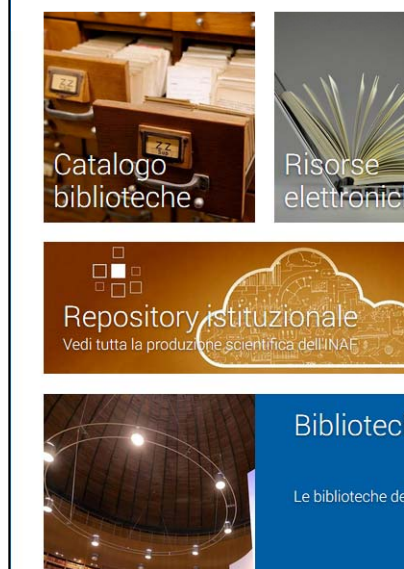 Catalogo
biblioteche
Risorse
elettronic
Repository istituzionale
Vedi tutta la produzione scientifica dell'INAF
Bibliotec
Le biblioteche de